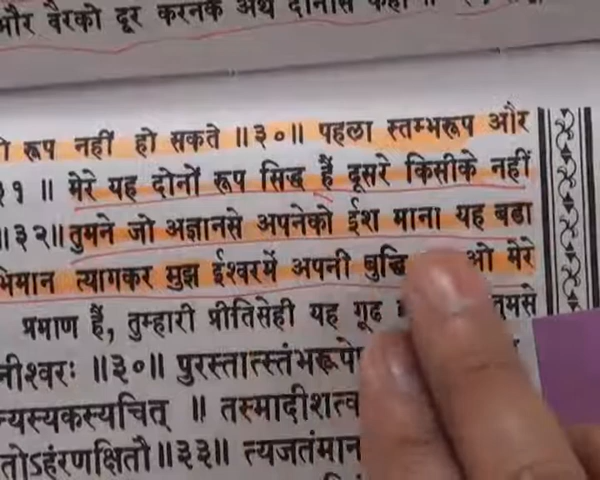 और वैरको दूर करनेके अर्थ दोनोंसे कहा ॥
रूप नहीं हो सकते ॥३०॥ पहला स्तम्भरूप और
३१ ॥ मेरे यह दोनों रूप सिद्ध हैं दूसरे किसीके नहीं
॥३२॥ तुमने जो अज्ञानसे अपनेको ईश माना यह बडा
भिमान त्यागकर मुझ ईश्वरमें अपनी बुद्धि ओ मेरे
प्रमाण हैं, तुम्हारी प्रीतिसेही यह गूढ तुमसे
नीश्वरः ॥३०॥ पुरस्तात्स्तंभरूपे
न्यस्यकस्यचित् ॥ तस्मादीशत्व
तोऽहंरणक्षितौ ॥३३॥ त्यजतंमान